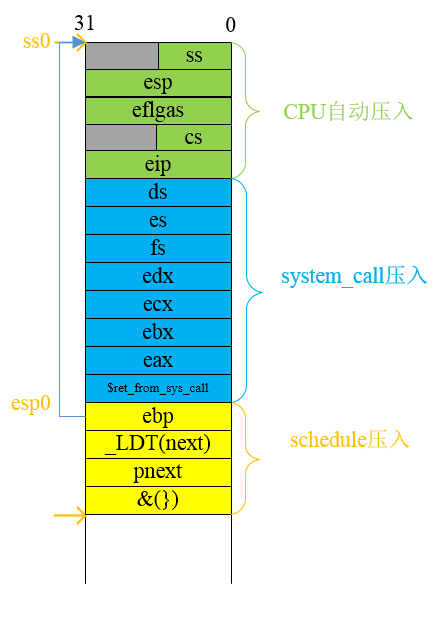 31 0
ss0
ss
esp
eflgas
cs
eip
CPU自动压入
ds
es
fs
edx
ecx
ebx
eax
$ret_from_sys_call
system_call压入
esp0
ebp
_LDT(next)
pnext
&(})
schedule压入